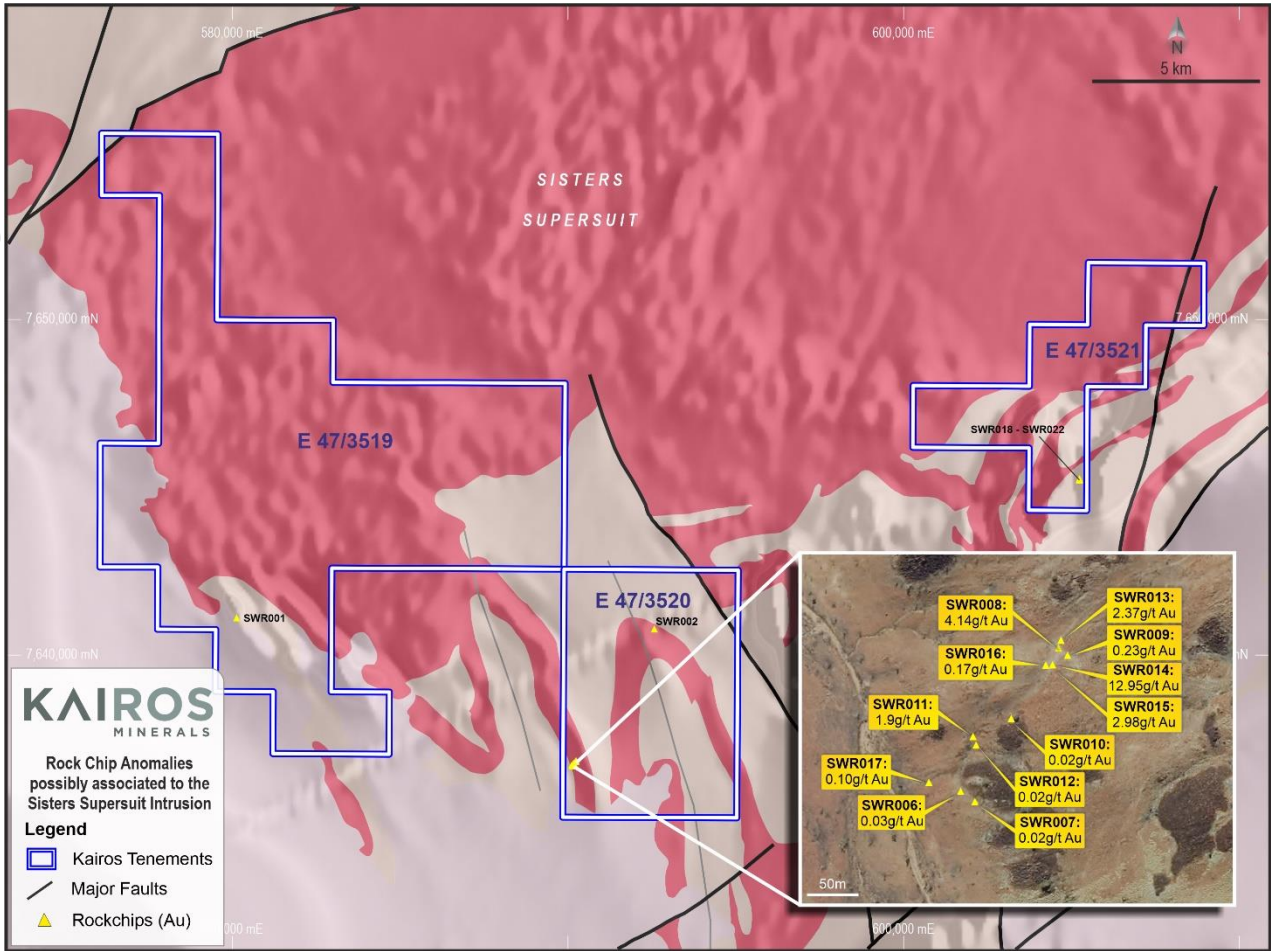 580,000 mE
600,000 mE
N
5 km
SISTERS
SUPERSUIT
7,650,000 mN
7,650,000 mN
E 47/3521
E 47/3519
SWR018 - SWR022
E 47/3520
SWR001
SWR002
7,640,000 mN
mN
SWR008:
4.14g/t Au
SWR013:
2.37g/t Au
SWR009:
0.23g/t Au
SWR016:
0.17g/t Au
SWR014:
12.95g/t Au
SWR015:
2.98g/t Au
SWR011:
1.9g/t Au
SWR010:
0.02g/t Au
SWR017:
0.10g/t Au
SWR012:
0.02g/t Au
SWR006:
0.03g/t Au
SWR007:
0.02g/t Au
50m
KAIROS
MINERALS
Rock Chip Anomalies
possibly associated to the
Sisters Supersuit Intrusion
Legend
Kairos Tenements
Major Faults
Rockchips (Au)
,000 mE
600,000 mE